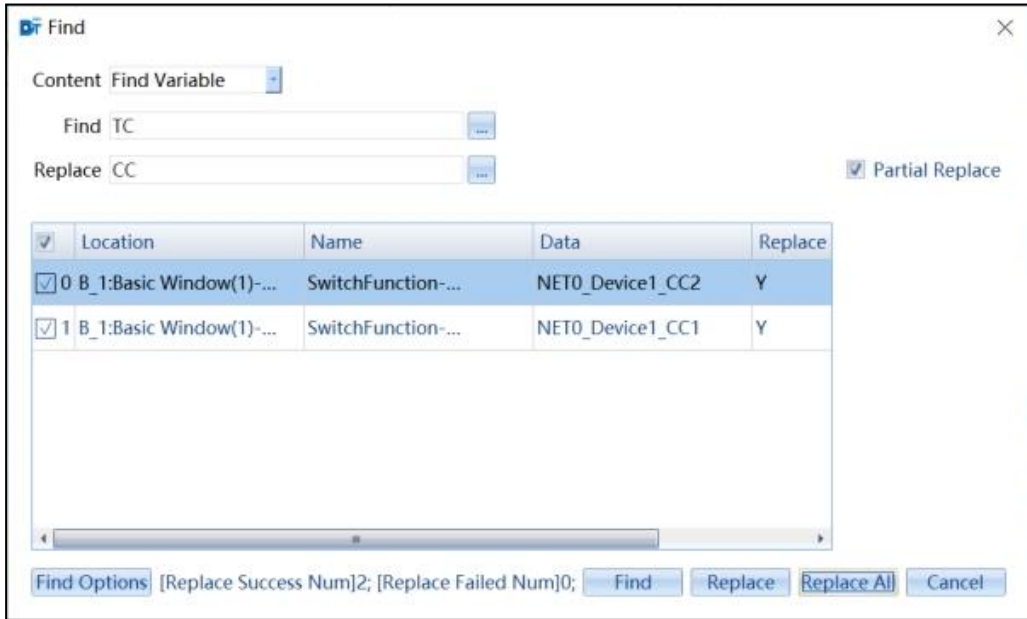 DT Find
Content Find Variable
Find TC ...
Replace CC ... Partial Replace
Location Name Data Replace
0 B_1:Basic Window(1)-... SwitchFunction-... NET0_Device1_CC2 Y
1 B_1:Basic Window(1)-... SwitchFunction-... NET0_Device1_CC1 Y
Find Options [Replace Success Num]2; [Replace Failed Num]0; Find Replace Replace All Cancel